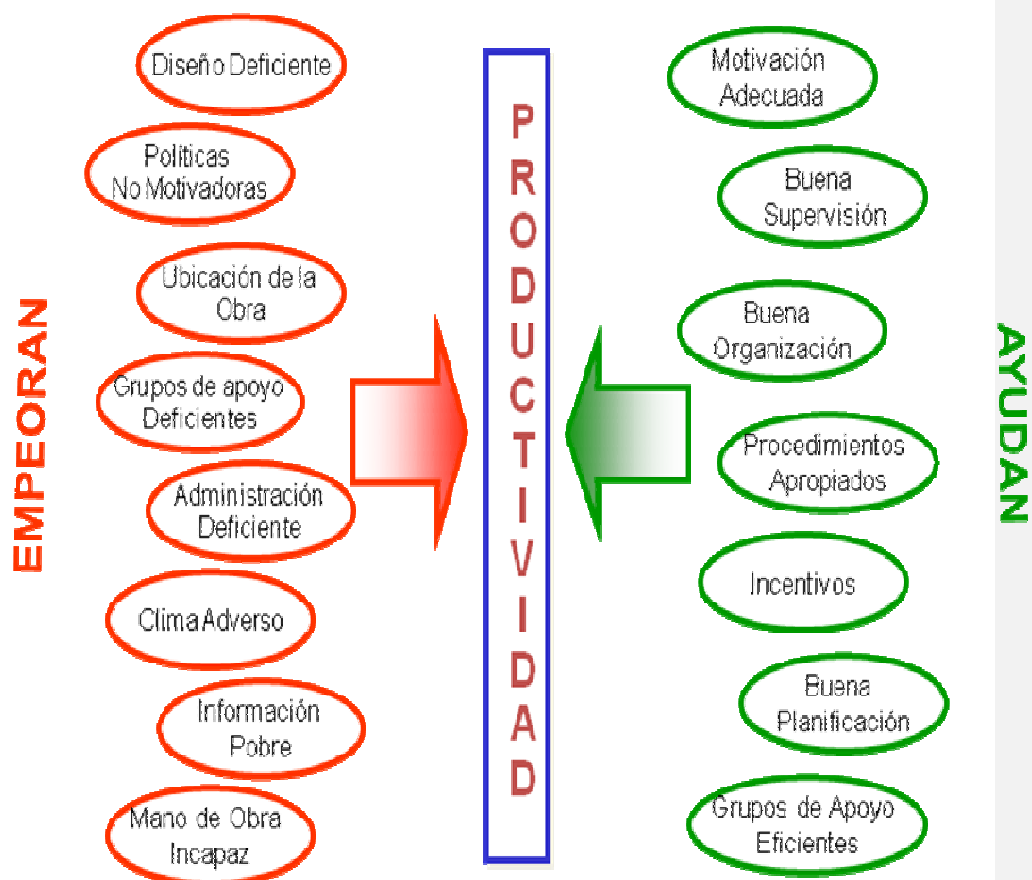 EMPEORAN
Diseño Deficiente
Políticas
No Motivadoras
Ubicación de la
Obra
Grupos de apoyo
Deficientes
Administración
Deficiente
Clima Adverso
Información
Pobre
Mano de Obra
Incapaz
PRODUCTIVIDAD
Motivación
Adecuada
Buena
Supervisión
Buena
Organización
Procedimientos
Apropiados
Incentivos
Buena
Planificación
Grupos de Apoyo
Eficientes
AYUDAN